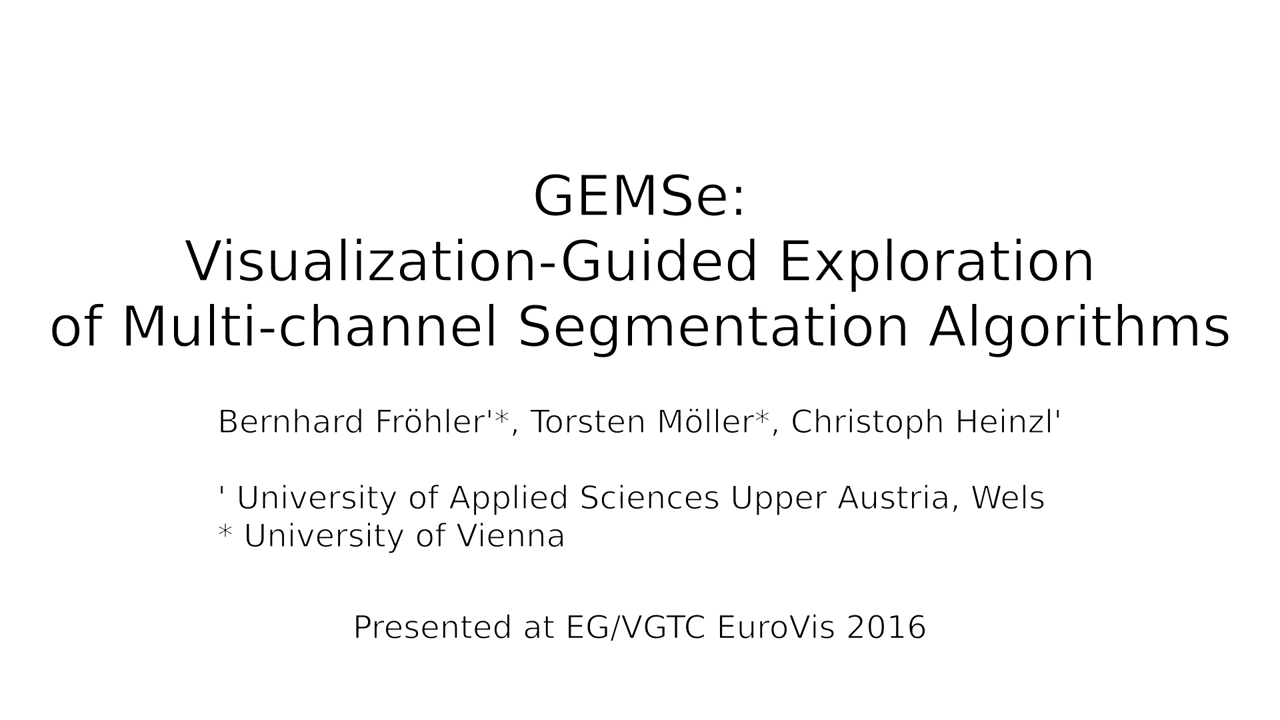 GEMSe:
Visualization-Guided Exploration
of Multi-channel Segmentation Algorithms
Bernhard Fröhler'*, Torsten Möller*, Christoph Heinzl'
' University of Applied Sciences Upper Austria, Wels
* University of Vienna
Presented at EG/VGTC EuroVis 2016